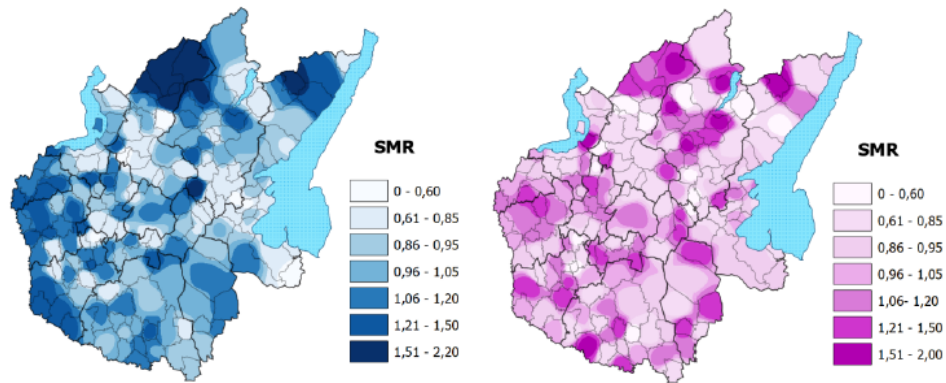 SMR
0 - 0,60
0,61 - 0,85
0,86 - 0,95
0,96 - 1,05
1,06 - 1,20
1,21 - 1,50
1,51 - 2,20
SMR
0 - 0,60
0,61 - 0,85
0,86 - 0,95
0,96 - 1,05
1,06- 1,20
1,21 - 1,50
1,51 - 2,00